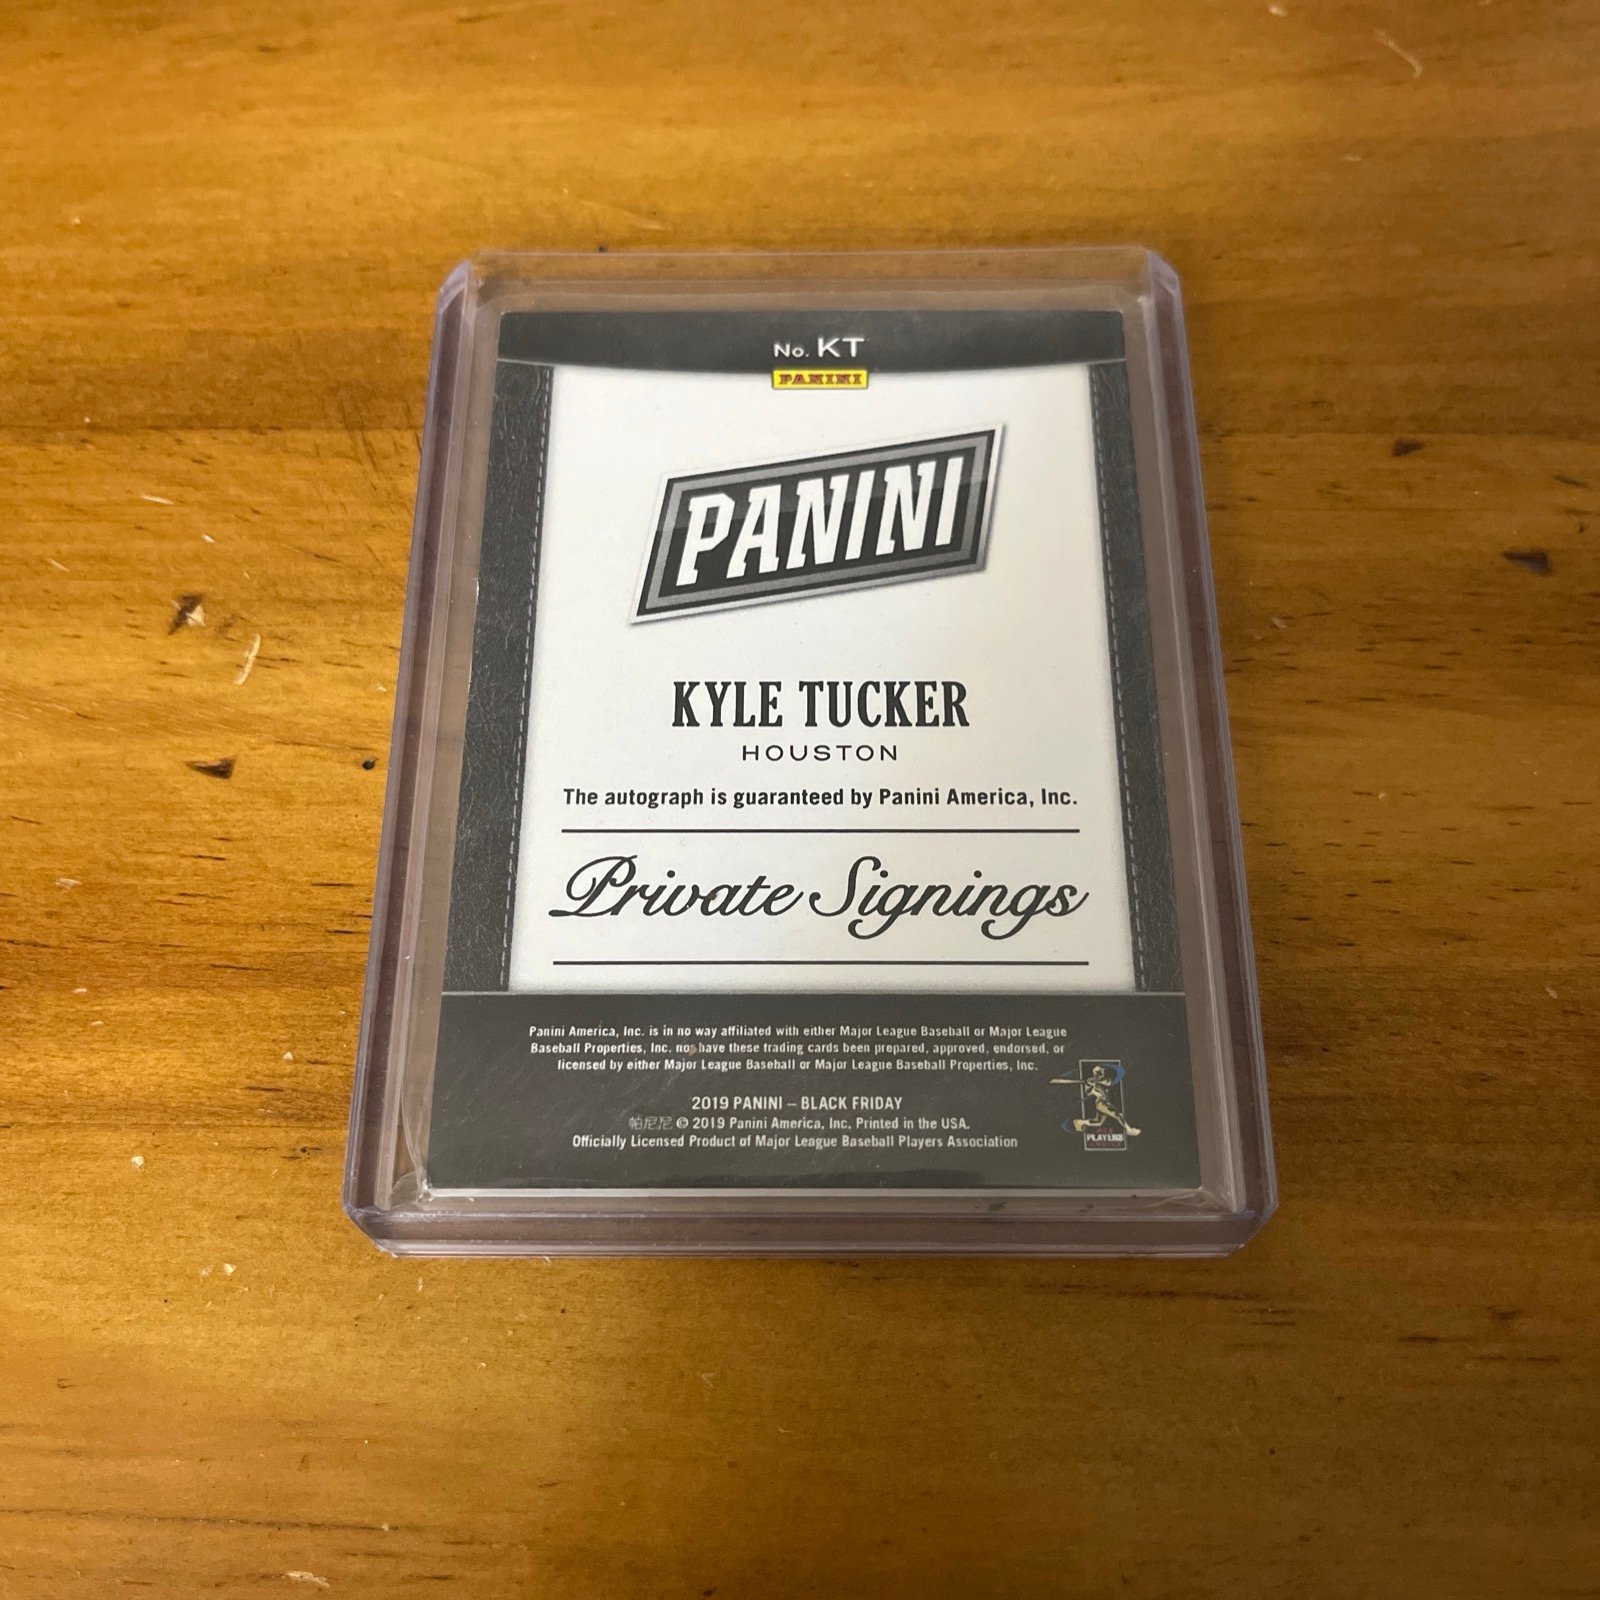 No. KT
PANINI
PANINI
KYLE TUCKER
HOUSTON
The autograph is guaranteed by Panini America, Inc.
Private Signings
Panini America, Inc. is in no way affiliated with either Major League Baseball or Major League
Baseball Properties, Inc. nor have these trading cards been prepared, approved, endorsed, or
licensed by either Major League Baseball or Major League Baseball Properties, Inc.
2019 PANINI – BLACK FRIDAY
帕尼尼 © 2019 Panini America, Inc. Printed in the USA.
Officially Licensed Product of Major League Baseball Players Association
PLAYERS